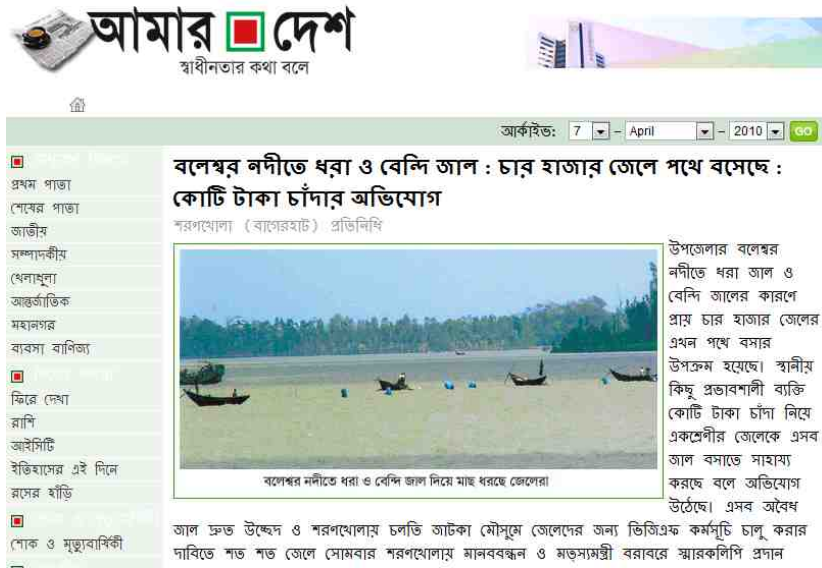 আমার দেশ
স্বাধীনতার কথা বলে
আর্কাইভ: 7 – April – 2010 GO
প্রথম পাতা
শেষের পাতা
জাতীয়
সম্পাদকীয়
খেলাধুলা
আন্তর্জাতিক
মহানগর
ব্যবসা বাণিজ্য
ফিরে দেখা
রাশি
আইসিটি
ইতিহাসের এই দিনে
রসের হাঁড়ি
শোক ও মৃত্যুবার্ষিকী
বলেশ্বর নদীতে ধরা ও বেন্দি জাল : চার হাজার জেলে পথে বসেছে :
কোটি টাকা চাঁদার অভিযোগ
শরণখোলা (বাগেরহাট) প্রতিনিধি
বলেশ্বর নদীতে ধরা ও বেন্দি জাল দিয়ে মাছ ধরছে জেলেরা
উপজেলার বলেশ্বর
নদীতে ধরা জাল ও
বেন্দি জালের কারণে
প্রায় চার হাজার জেলের
এখন পথে বসার
উপক্রম হয়েছে। স্থানীয়
কিছু প্রভাবশালী ব্যক্তি
কোটি টাকা চাঁদা নিয়ে
একশ্রেণীর জেলেকে এসব
জাল বসাতে সাহায্য
করছে বলে অভিযোগ
উঠেছে। এসব অবৈধ
জাল দ্রুত উচ্ছেদ ও শরণখোলায় চলতি জাটকা মৌসুমে জেলেদের জন্য ভিজিএফ কর্মসূচি চালু করার
দাবিতে শত শত জেলে সোমবার শরণখোলায় মানববন্ধন ও মত্স্যমন্ত্রী বরাবরে স্মারকলিপি প্রদান